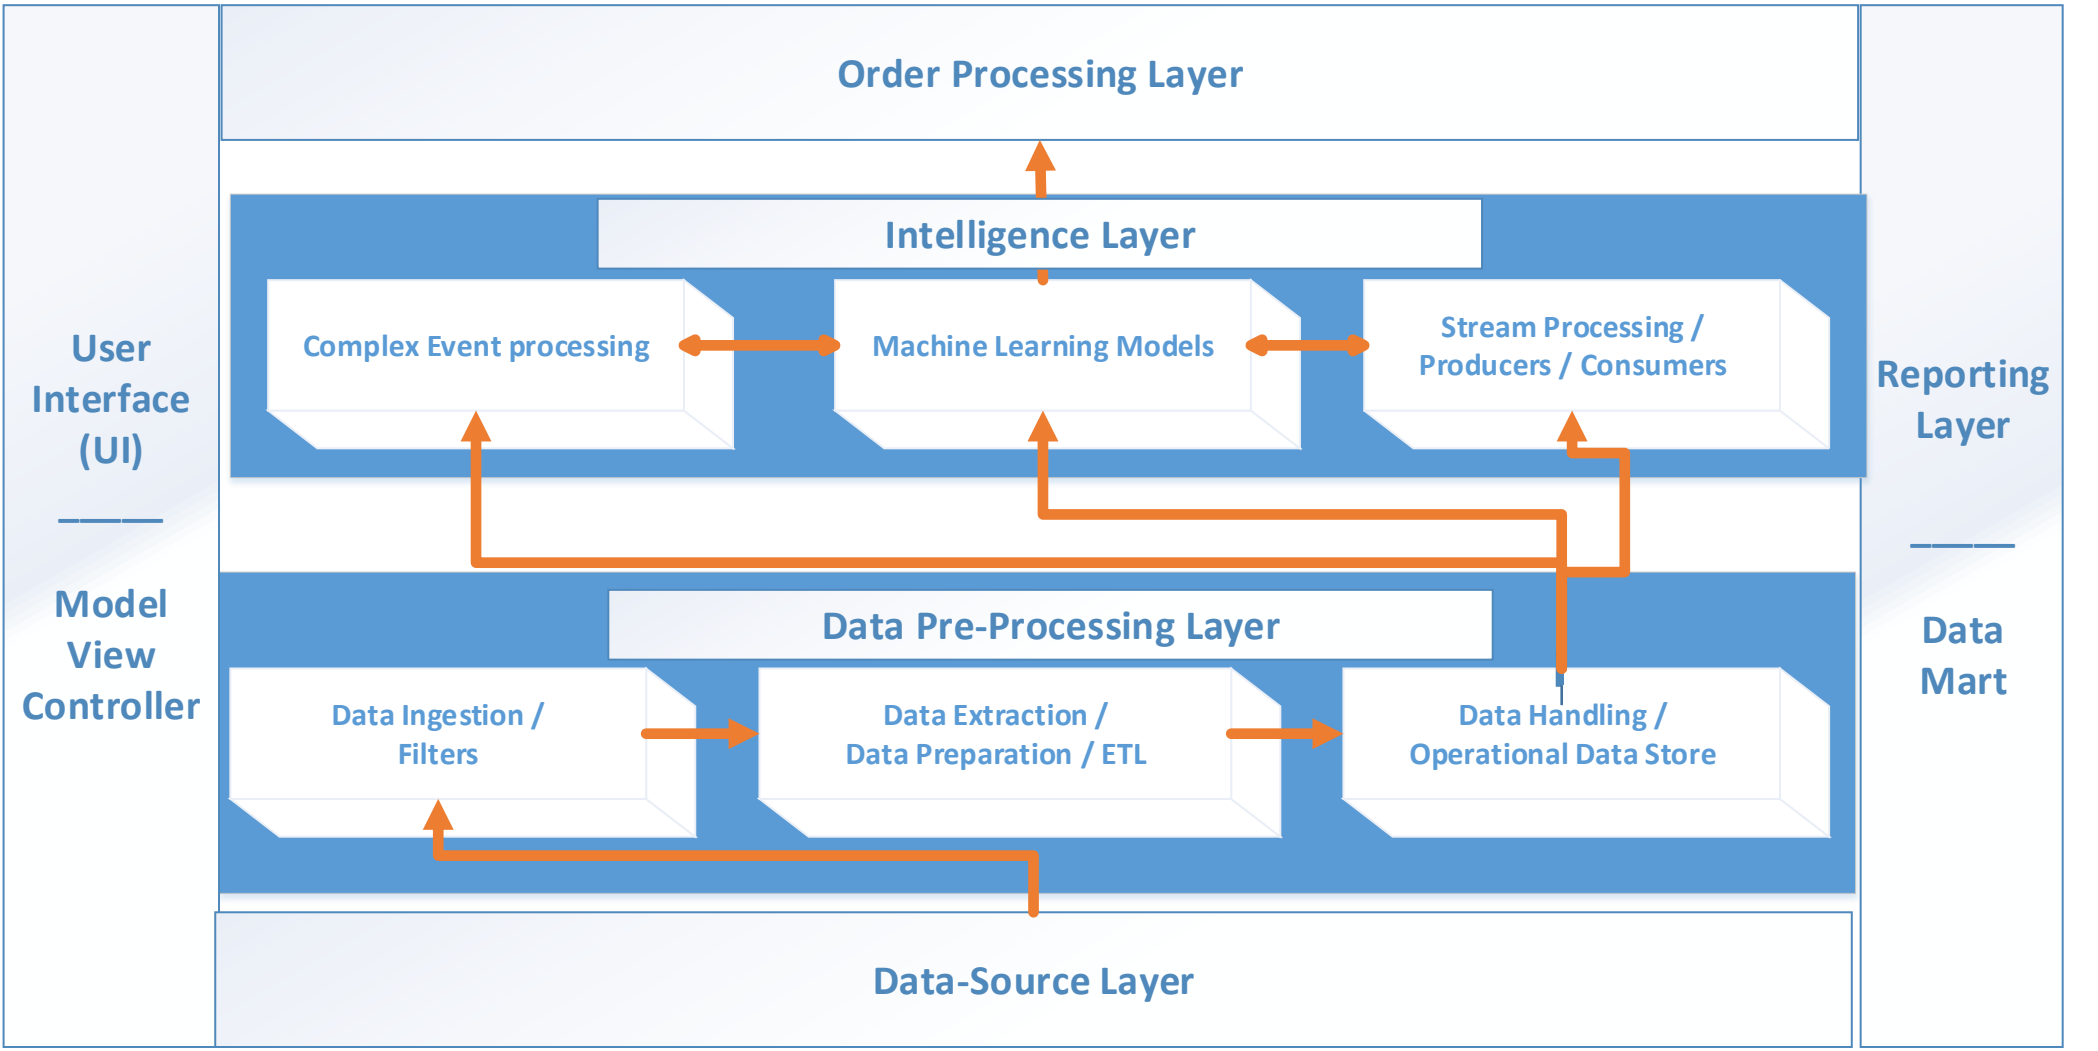 Order Processing Layer
User
Interface
(UI)
Model
View
Controller
Intelligence Layer
Complex Event processing
Machine Learning Models
Stream Processing /
Producers / Consumers
Data Pre-Processing Layer
Data Ingestion /
Filters
Data Extraction /
Data Preparation / ETL
Data Handling /
Operational Data Store
Data-Source Layer
Reporting
Layer
Data
Mart